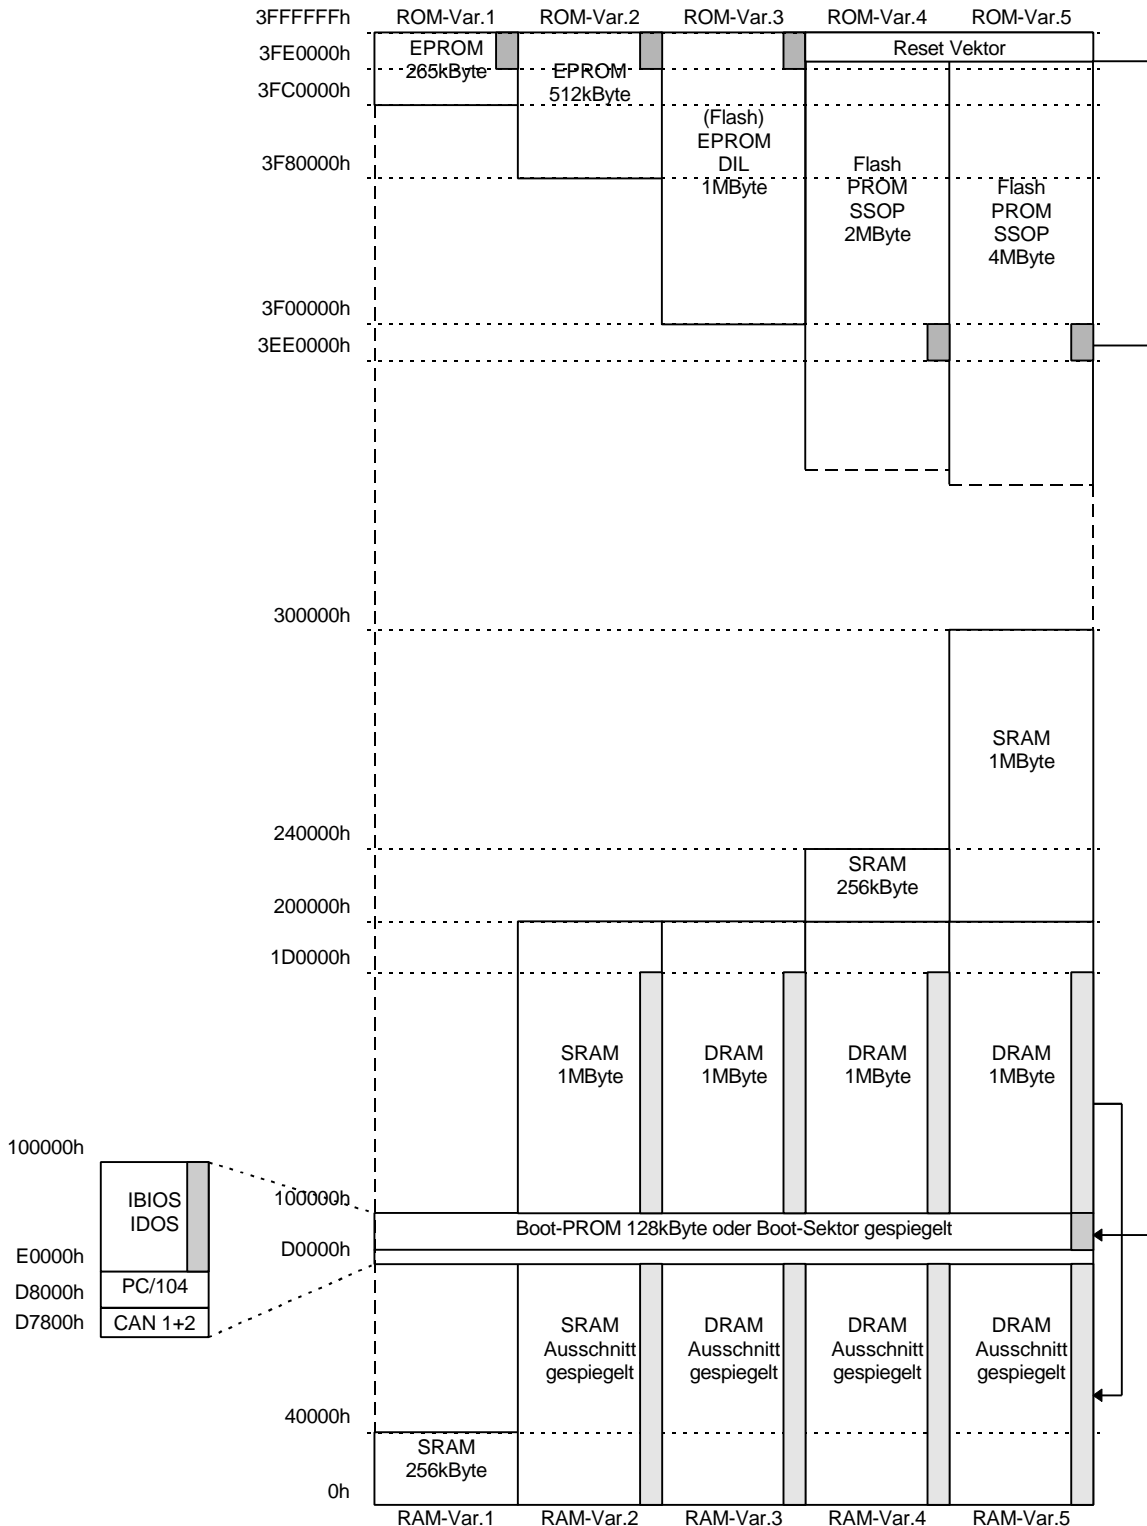 3FFFFFFh
ROM-Var.1
ROM-Var.2
ROM-Var.3
ROM-Var.4
ROM-Var.5
3FE0000h
EPROM
265kByte
EPROM
512kByte
Reset Vektor
3FC0000h
(Flash)
EPROM
DIL
1MByte
3F80000h
Flash
PROM
SSOP
2MByte
Flash
PROM
SSOP
4MByte
3F00000h
3EE0000h
300000h
SRAM
1MByte
240000h
SRAM
256kByte
200000h
1D0000h
SRAM
1MByte
DRAM
1MByte
DRAM
1MByte
DRAM
1MByte
100000h
IBIOS
IDOS
E0000h
D8000h
PC/104
D7800h
CAN 1+2
100000h
Boot-PROM 128kByte oder Boot-Sektor gespiegelt
D0000h
SRAM
Ausschnitt
gespiegelt
DRAM
Ausschnitt
gespiegelt
DRAM
Ausschnitt
gespiegelt
DRAM
Ausschnitt
gespiegelt
40000h
SRAM
256kByte
0h
RAM-Var.1
RAM-Var.2
RAM-Var.3
RAM-Var.4
RAM-Var.5